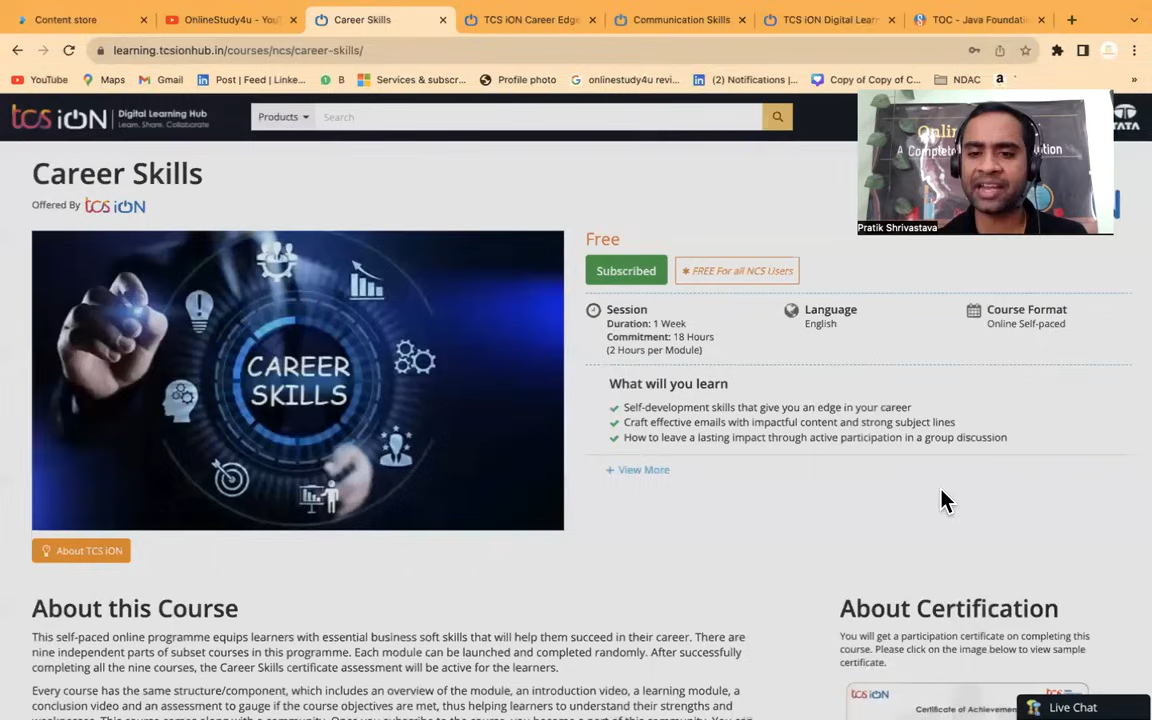 Content store
OnlineStudy4u - You
Career Skills
TCS iON Career Edge
Communication Skills
TCS iON Digital Learn
TOC - Java Foundatio
learning.tcsionhub.in/courses/ncs/career-skills/
YouTube
Maps
Gmail
Post | Feed | Linke...
B
Services & subscr...
Profile photo
onlinestudy4u revi...
(2) Notifications |...
Copy of Copy of C...
NDAC
tcs iON
Digital Learning Hub
Learn. Share. Collaborate
Products
Search
TATA
Pratik Shrivastava
Career Skills
Offered By tcs iON
CAREER
SKILLS
Free
Subscribed
✱ FREE For all NCS Users
Session
Duration: 1 Week
Commitment: 18 Hours
(2 Hours per Module)
Language
English
Course Format
Online Self-paced
What will you learn
Self-development skills that give you an edge in your career
Craft effective emails with impactful content and strong subject lines
How to leave a lasting impact through active participation in a group discussion
+ View More
About TCS iON
About this Course
This self-paced online programme equips learners with essential business soft skills that will help them succeed in their career. There are
nine independent parts of subset courses in this programme. Each module can be launched and completed randomly. After successfully
completing all the nine courses, the Career Skills certificate assessment will be active for the learners.
Every course has the same structure/component, which includes an overview of the module, an introduction video, a learning module, a
conclusion video and an assessment to gauge if the course objectives are met, thus helping learners to understand their strengths and
About Certification
You will get a participation certificate on completing this
course. Please click on the image below to view sample
certificate.
tcs iON
Certificate of Achievemen
Live Chat